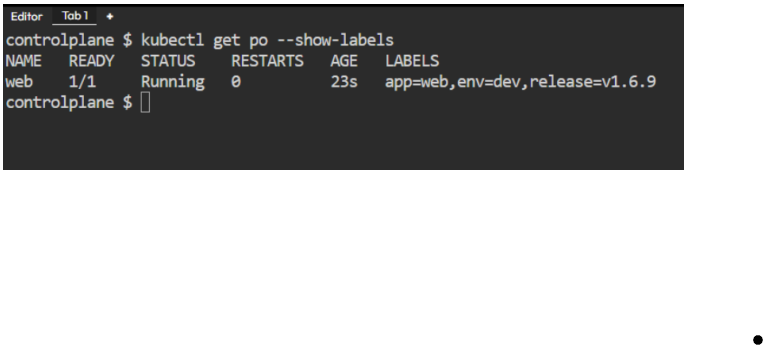 Editor Tab 1 +
controlplane $ kubectl get po --show-labels
NAME READY STATUS RESTARTS AGE LABELS
web 1/1 Running 0 23s app=web,env=dev,release=v1.6.9
controlplane $